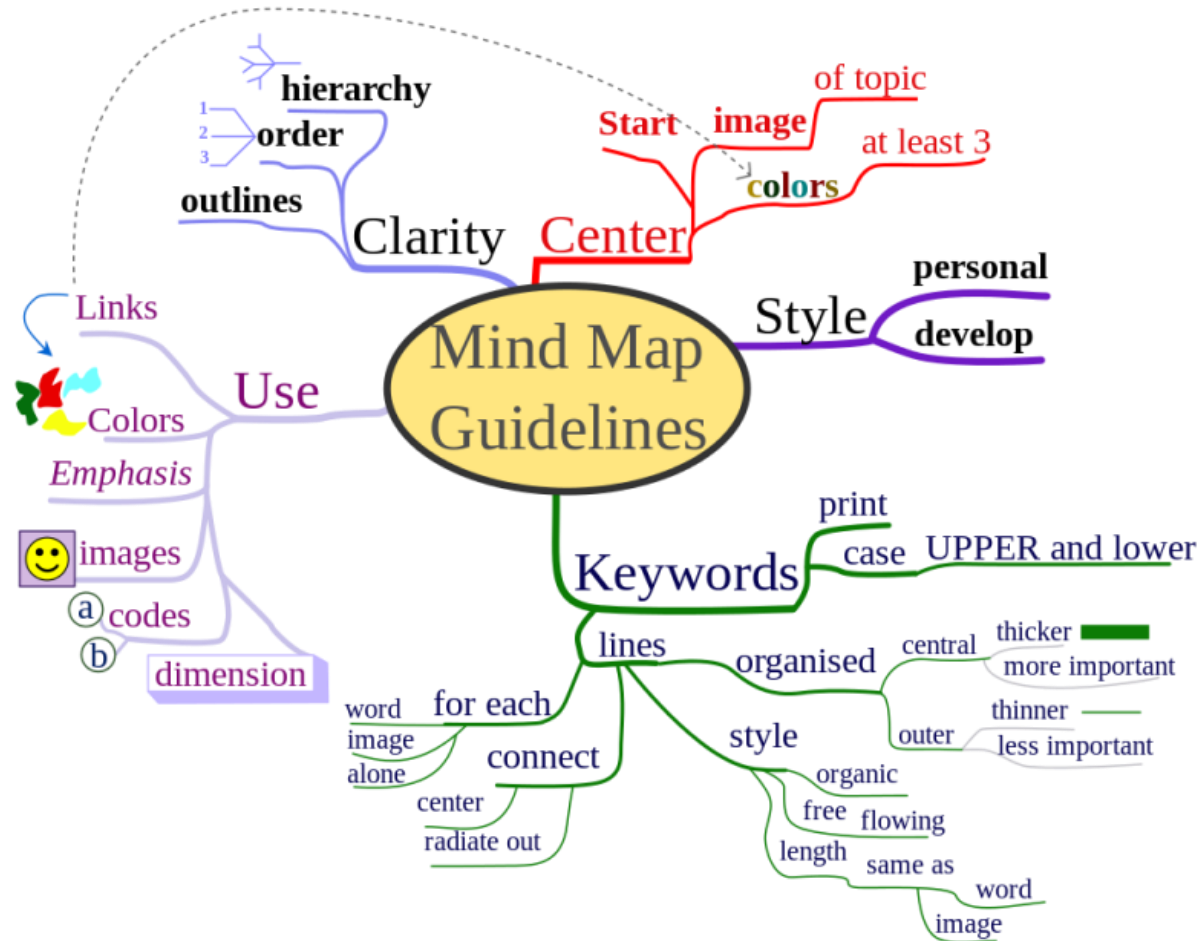 Mind Map
Guidelines
Clarity
hierarchy
order
1
2
3
outlines
Center
Start
image
of topic
colors
at least 3
Style
personal
develop
Use
Links
Colors
Emphasis
images
codes
a
b
dimension
Keywords
print
case
UPPER and lower
lines
organised
central
thicker
more important
outer
thinner
less important
style
organic
free flowing
length
same as
word
image
connect
center
radiate out
for each
word
image
alone